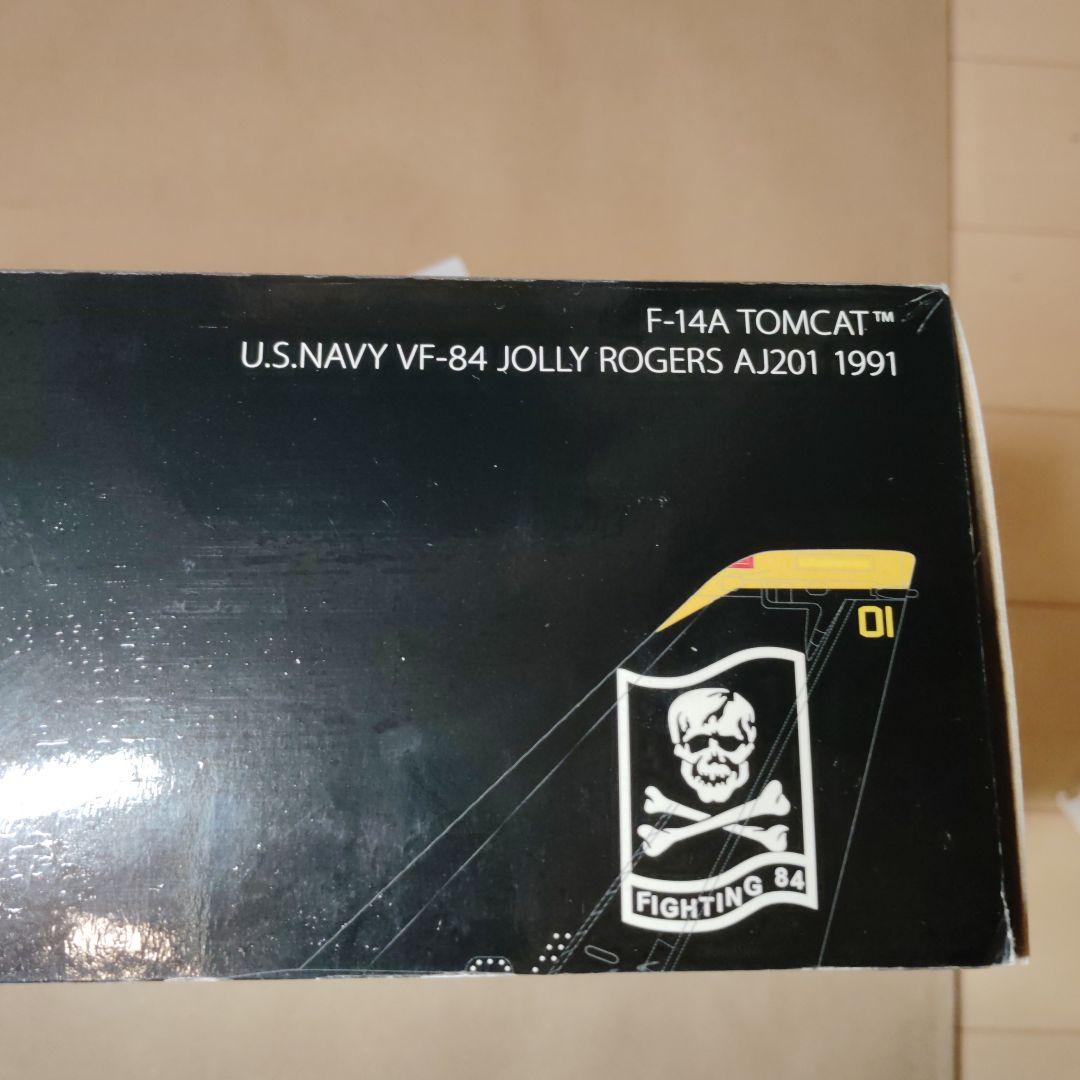 F-14A TOMCAT™
U.S.NAVY VF-84 JOLLY ROGERS AJ201 1991
01
FIGHTING 84